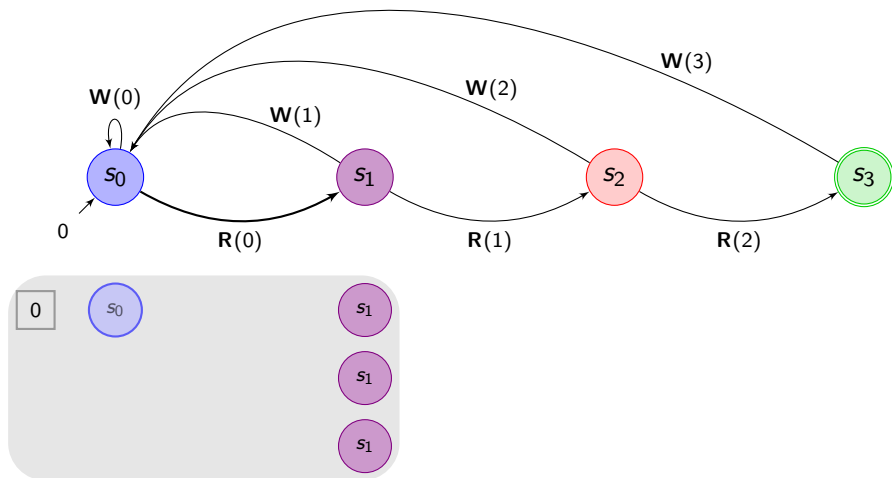 W(3)
W(2)
W(0)
W(1)
s0 s1 s2 s3
0
R(0) R(1) R(2)
0 s0 s1
s1
s1